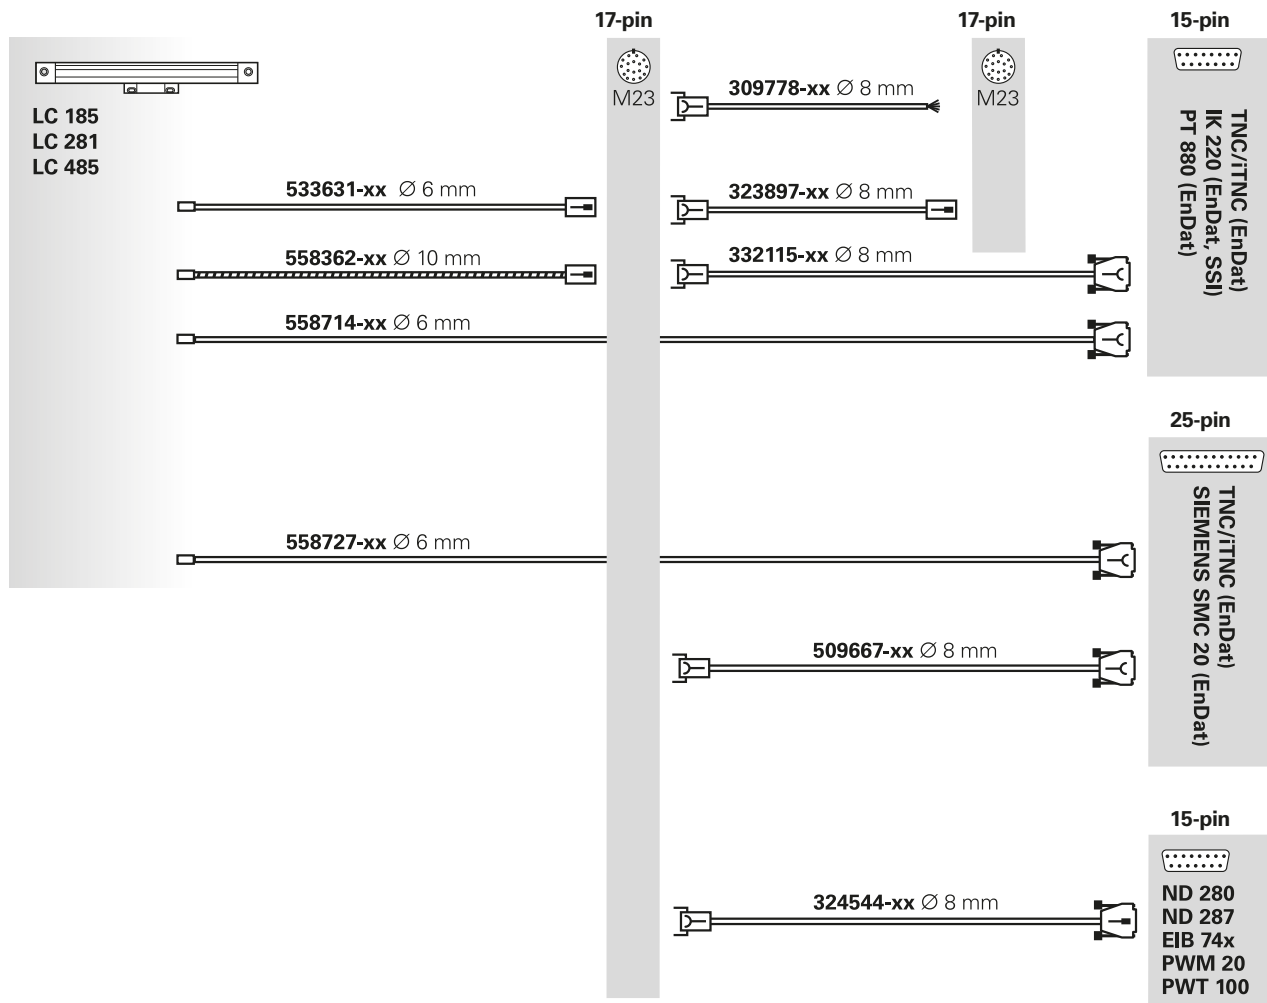 17-pin
17-pin
15-pin
M23
M23
LC 185
LC 281
LC 485
309778-xx Ø 8 mm
533631-xx Ø 6 mm
323897-xx Ø 8 mm
558362-xx Ø 10 mm
332115-xx Ø 8 mm
558714-xx Ø 6 mm
TNC/iTNC (EnDat)
IK 220 (EnDat, SSI)
PT 880 (EnDat)
25-pin
TNC/iTNC (EnDat)
SIEMENS SMC 20 (EnDat)
558727-xx Ø 6 mm
509667-xx Ø 8 mm
15-pin
324544-xx Ø 8 mm
ND 280
ND 287
EIB 74x
PWM 20
PWT 100